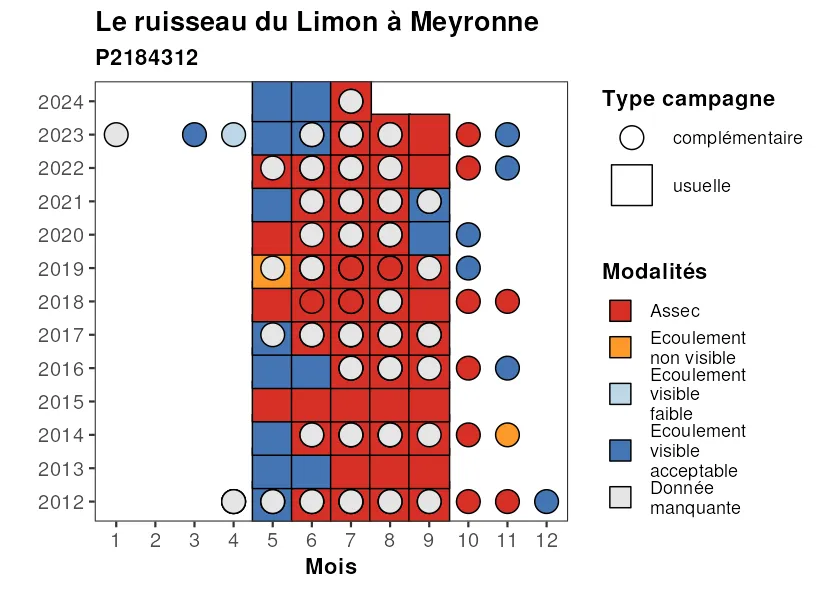 Le ruisseau du Limon à Meyronne
P2184312
2024
2023
2022
2021
2020
2019
2018
2017
2016
2015
2014
2013
2012
1 2 3 4 5 6 7 8 9 10 11 12
Mois
Type campagne
complémentaire
usuelle
Modalités
Assec
Ecoulement
non visible
Ecoulement
visible
faible
Ecoulement
visible
acceptable
Donnée
manquante